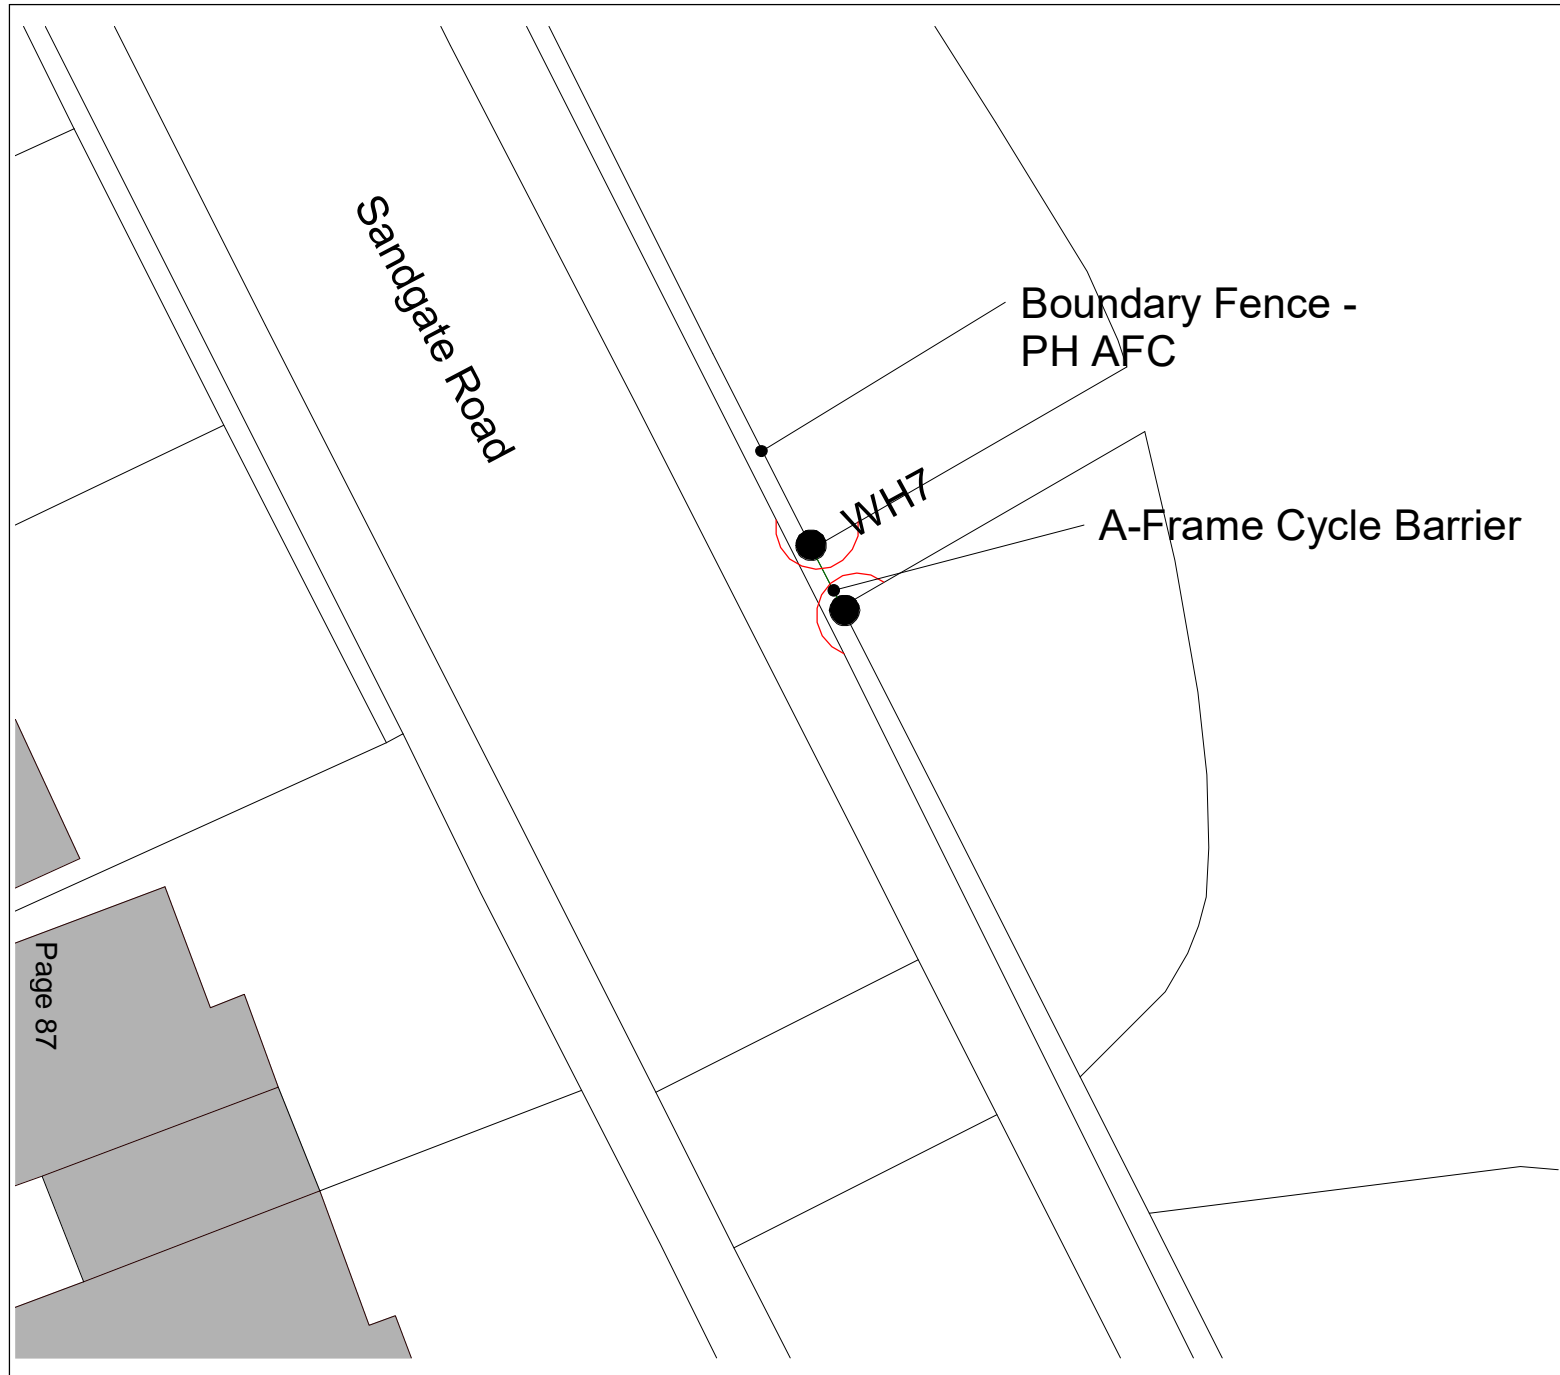 Sandgate Road
Boundary Fence -
PH AFC
WH7
A-Frame Cycle Barrier
Page 87